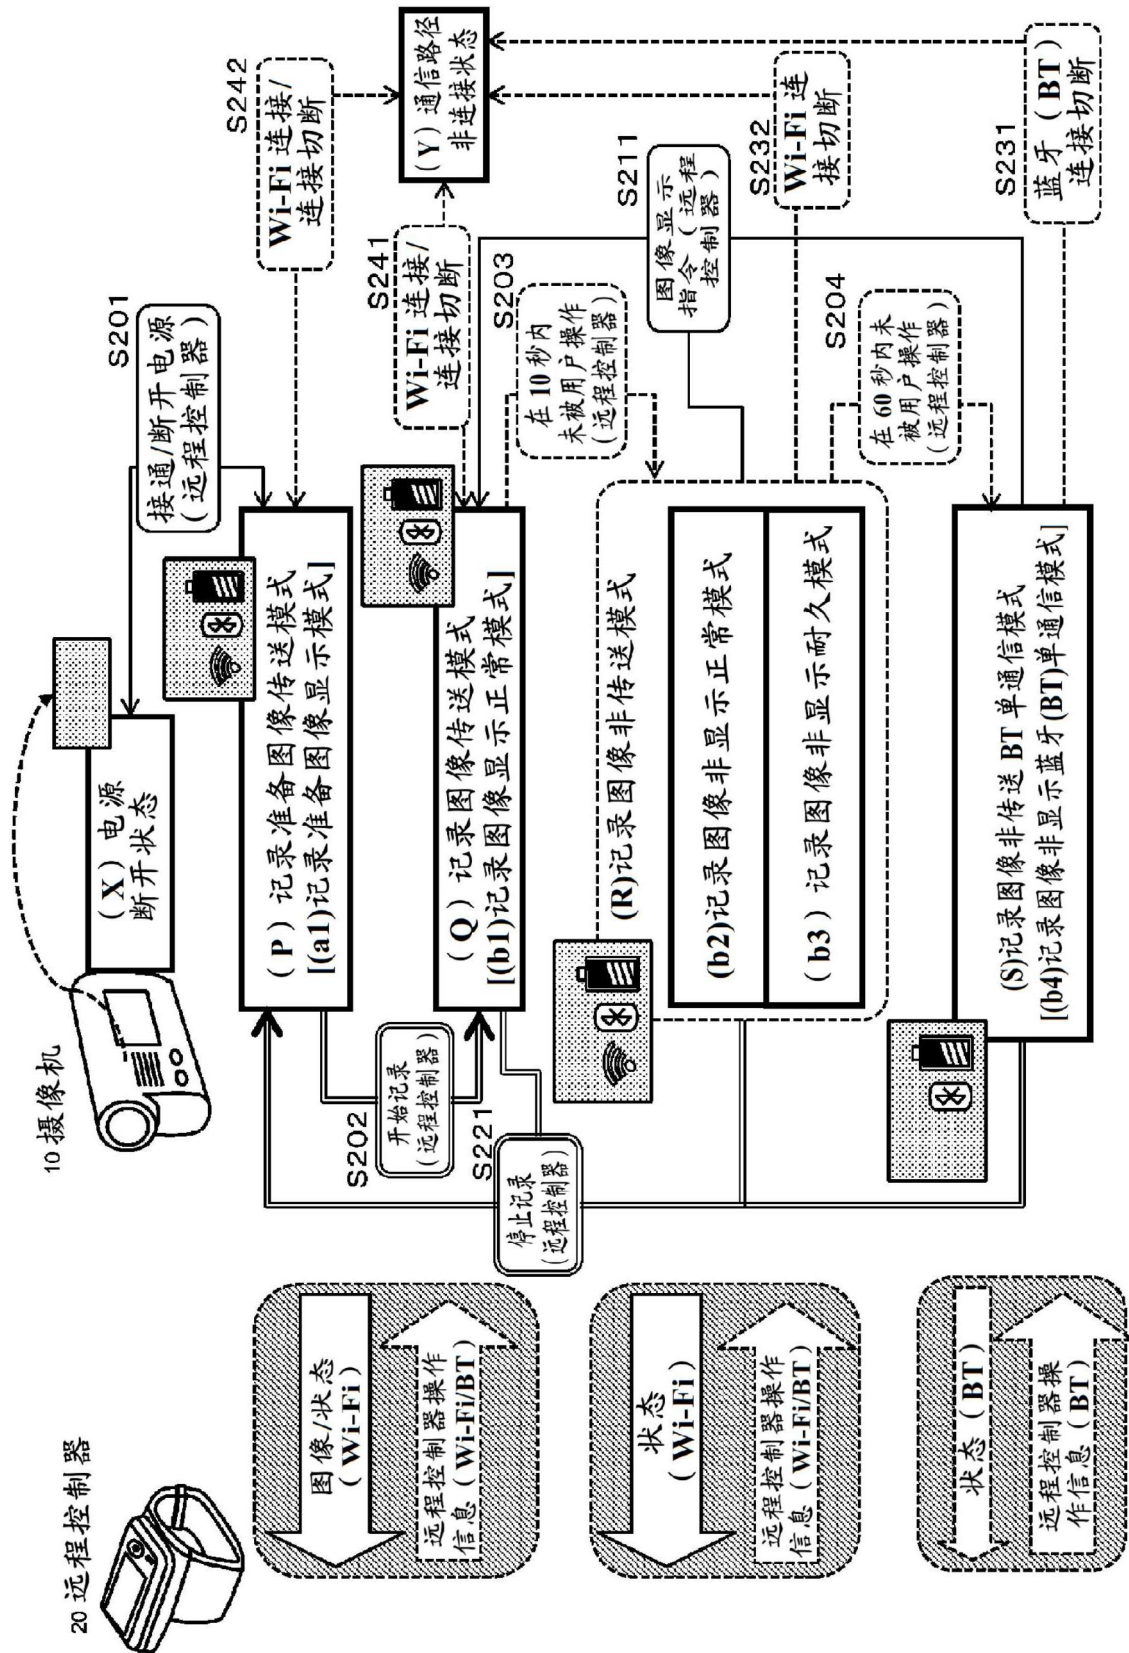 20 远程控制器
10 摄像机
(X) 电源
断开状态
S201
接通/断开电源
(远程控制器)
S242
Wi-Fi 连接/
连接切断
(P) 记录准备图像传送模式
[(a1)记录准备图像显示模式]
图像/状态
(Wi-Fi)
远程控制器操作
信息 (Wi-Fi/BT)
S202
开始记录
(远程控制器)
S241
Wi-Fi 连接/
连接切断
(Y) 通信路径
非连接状态
(Q) 记录图像传送模式
[(b1)记录图像显示正常模式]
S221
停止记录
(远程控制器)
S203
在 10 秒内
未被用户操作
(远程控制器)
S211
图像显示
指令(远程
控制器)
(R)记录图像非传送模式
(b2)记录图像非显示正常模式
(b3) 记录图像非显示耐久模式
状态
(Wi-Fi)
远程控制器操作
信息 (Wi-Fi/BT)
S232
Wi-Fi 连
接切断
S204
在 60 秒内未
被用户操作
(远程控制器)
(S)记录图像非传送 BT 单通信模式
[(b4)记录图像非显示蓝牙(BT)单通信模式]
状态 (BT)
远程控制器操
作信息 (BT)
S231
蓝牙 (BT)
连接切断